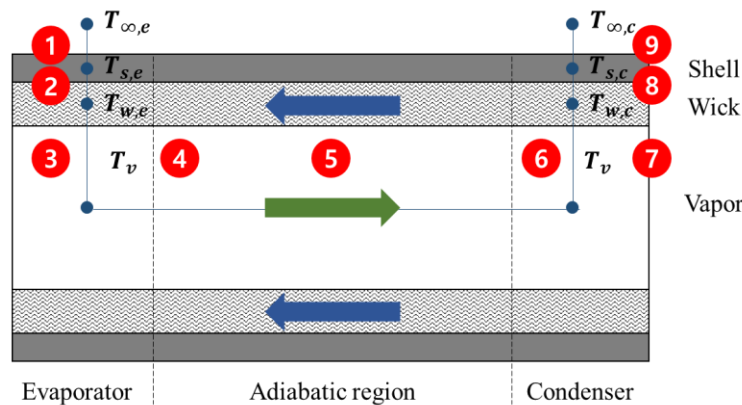 T∞,e T∞,c
1 9
Ts,e Ts,c Shell
2 8
Tw,e Tw,c Wick
3 Tv 4 5 6 Tv 7
Vapor
Evaporator Adiabatic region Condenser